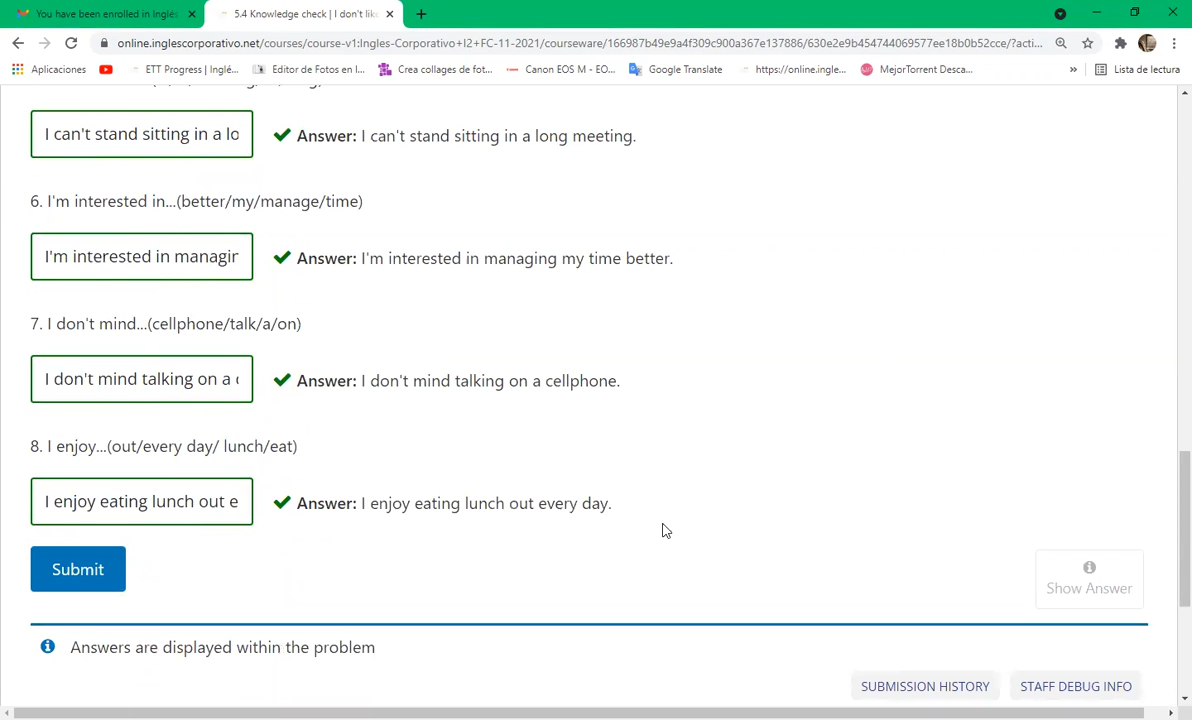 You have been enrolled in Inglés
5.4 Knowledge check | I don't like
online.inglescorporativo.net/courses/course-v1:Ingles-Corporativo+I2+FC-11-2021/courseware/166987b49e9a4f309c900a367e137886/630e2e9b454744069577ee18b0b52cce/?acti...
Aplicaciones
ETT Progress | Inglé...
Editor de Fotos en l...
Crea collages de fot...
Canon EOS M - EO...
Google Translate
https://online.ingle...
MejorTorrent Desca...
»
Lista de lectura
I can't stand sitting in a lo
Answer: I can't stand sitting in a long meeting.
6. I'm interested in...(better/my/manage/time)
I'm interested in managin
Answer: I'm interested in managing my time better.
7. I don't mind...(cellphone/talk/a/on)
I don't mind talking on a c
Answer: I don't mind talking on a cellphone.
8. I enjoy...(out/every day/ lunch/eat)
I enjoy eating lunch out e
Answer: I enjoy eating lunch out every day.
Submit
Show Answer
Answers are displayed within the problem
SUBMISSION HISTORY
STAFF DEBUG INFO